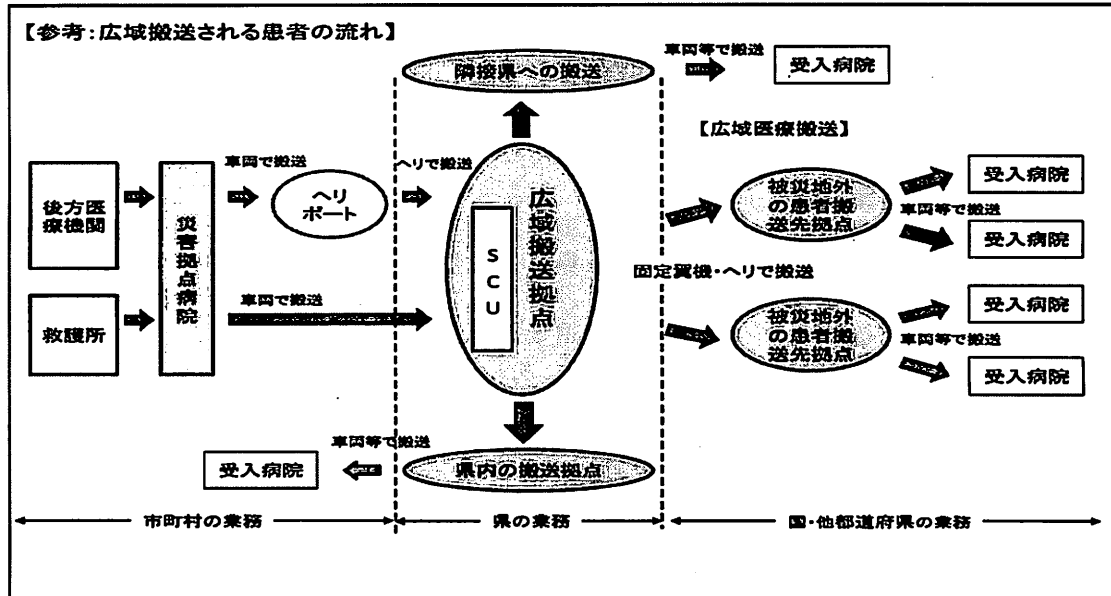 【参考:広域搬送される患者の流れ】
隣接県への搬送
車両等で搬送
受入病院
【広域医療搬送】
後方医
療機関
救護所
災害拠点病院
車両で搬送
ヘリ
ポート
ヘリで搬送
車両で搬送
広域搬送拠点
SCU
固定翼機・ヘリで搬送
被災地外
の患者搬
送先拠点
車両等で搬送
受入病院
受入病院
被災地外
の患者搬
送先拠点
車両等で搬送
受入病院
受入病院
県内の搬送拠点
車両等で搬送
受入病院
市町村の業務
県の業務
国・他都道府県の業務